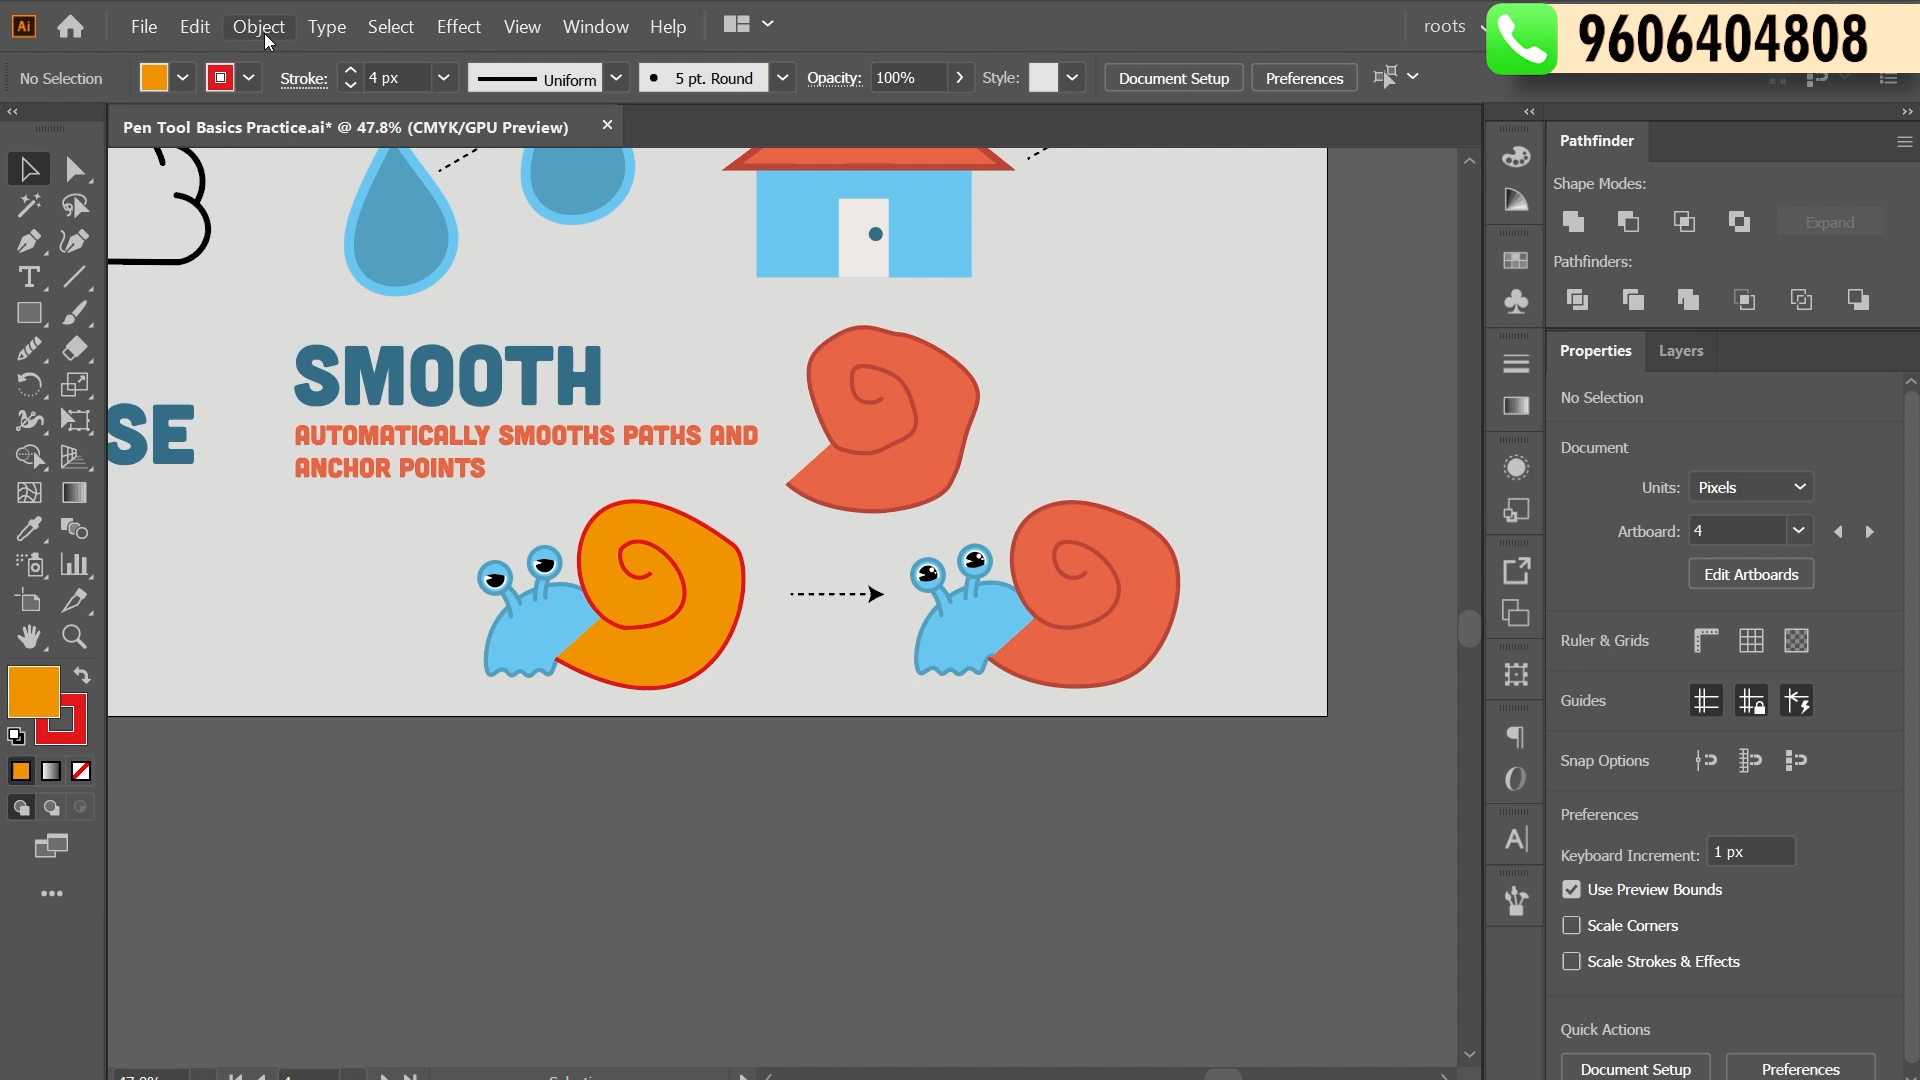 Ai
File Edit Object Type Select Effect View Window Help
roots
9606404808
No Selection
Stroke: 4 px
Uniform
5 pt. Round
Opacity: 100%
Style:
Document Setup
Preferences
Pen Tool Basics Practice.ai* @ 47.8% (CMYK/GPU Preview)
Pathfinder
Shape Modes:
Expand
Pathfinders:
Properties Layers
No Selection
Document
Units: Pixels
Artboard: 4
Edit Artboards
Ruler & Grids
Guides
Snap Options
Preferences
Keyboard Increment: 1 px
Use Preview Bounds
Scale Corners
Scale Strokes & Effects
Quick Actions
Document Setup
Preferences
SMOOTH
AUTOMATICALLY SMOOTHS PATHS AND
ANCHOR POINTS
SE